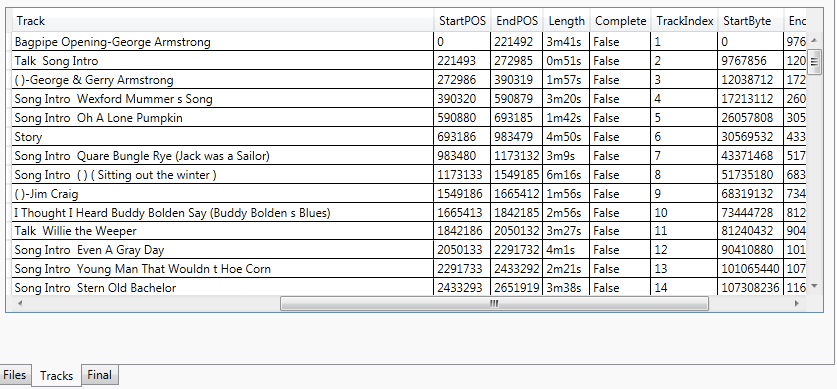 Track StartPOS EndPOS Length Complete TrackIndex StartByte Enc
Bagpipe Opening-George Armstrong 0 221492 3m41s False 1 0 976
Talk  Song Intro 221493 272985 0m51s False 2 9767856 120
( )-George & Gerry Armstrong 272986 390319 1m57s False 3 12038712 172
Song Intro  Wexford Mummer s Song 390320 590879 3m20s False 4 17213112 260
Song Intro  Oh A Lone Pumpkin 590880 693185 1m42s False 5 26057808 305
Story 693186 983479 4m50s False 6 30569532 433
Song Intro  Quare Bungle Rye (Jack was a Sailor) 983480 1173132 3m9s False 7 43371468 517
Song Intro  ( ) ( Sitting out the winter ) 1173133 1549185 6m16s False 8 51735180 683
( )-Jim Craig 1549186 1665412 1m56s False 9 68319132 734
I Thought I Heard Buddy Bolden Say (Buddy Bolden s Blues) 1665413 1842185 2m56s False 10 73444728 812
Talk  Willie the Weeper 1842186 2050132 3m27s False 11 81240432 904
Song Intro  Even A Gray Day 2050133 2291732 4m1s False 12 90410880 101
Song Intro  Young Man That Wouldn t Hoe Corn 2291733 2433292 2m21s False 13 101065440 107
Song Intro  Stern Old Bachelor 2433293 2651919 3m38s False 14 107308236 116
Files Tracks Final